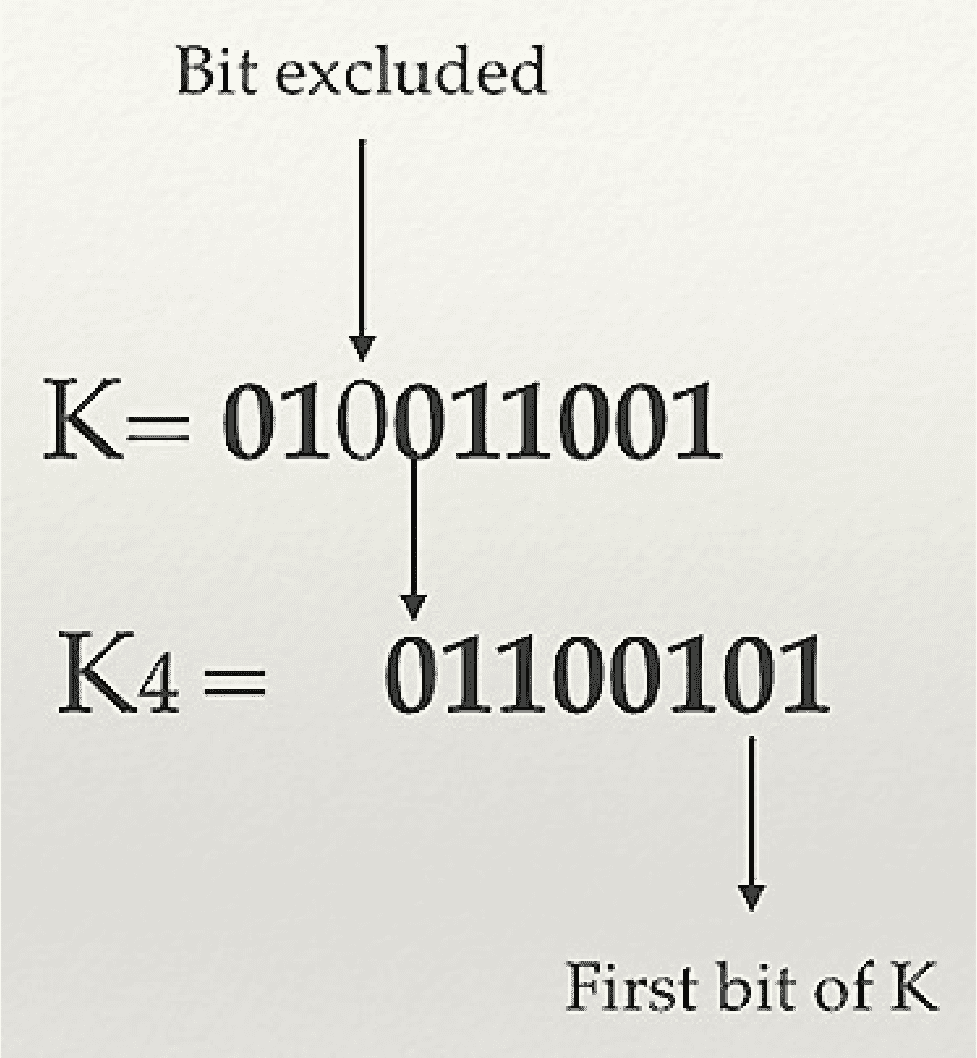 Bit excluded
K= 010011001
K4 = 01100101
First bit of K